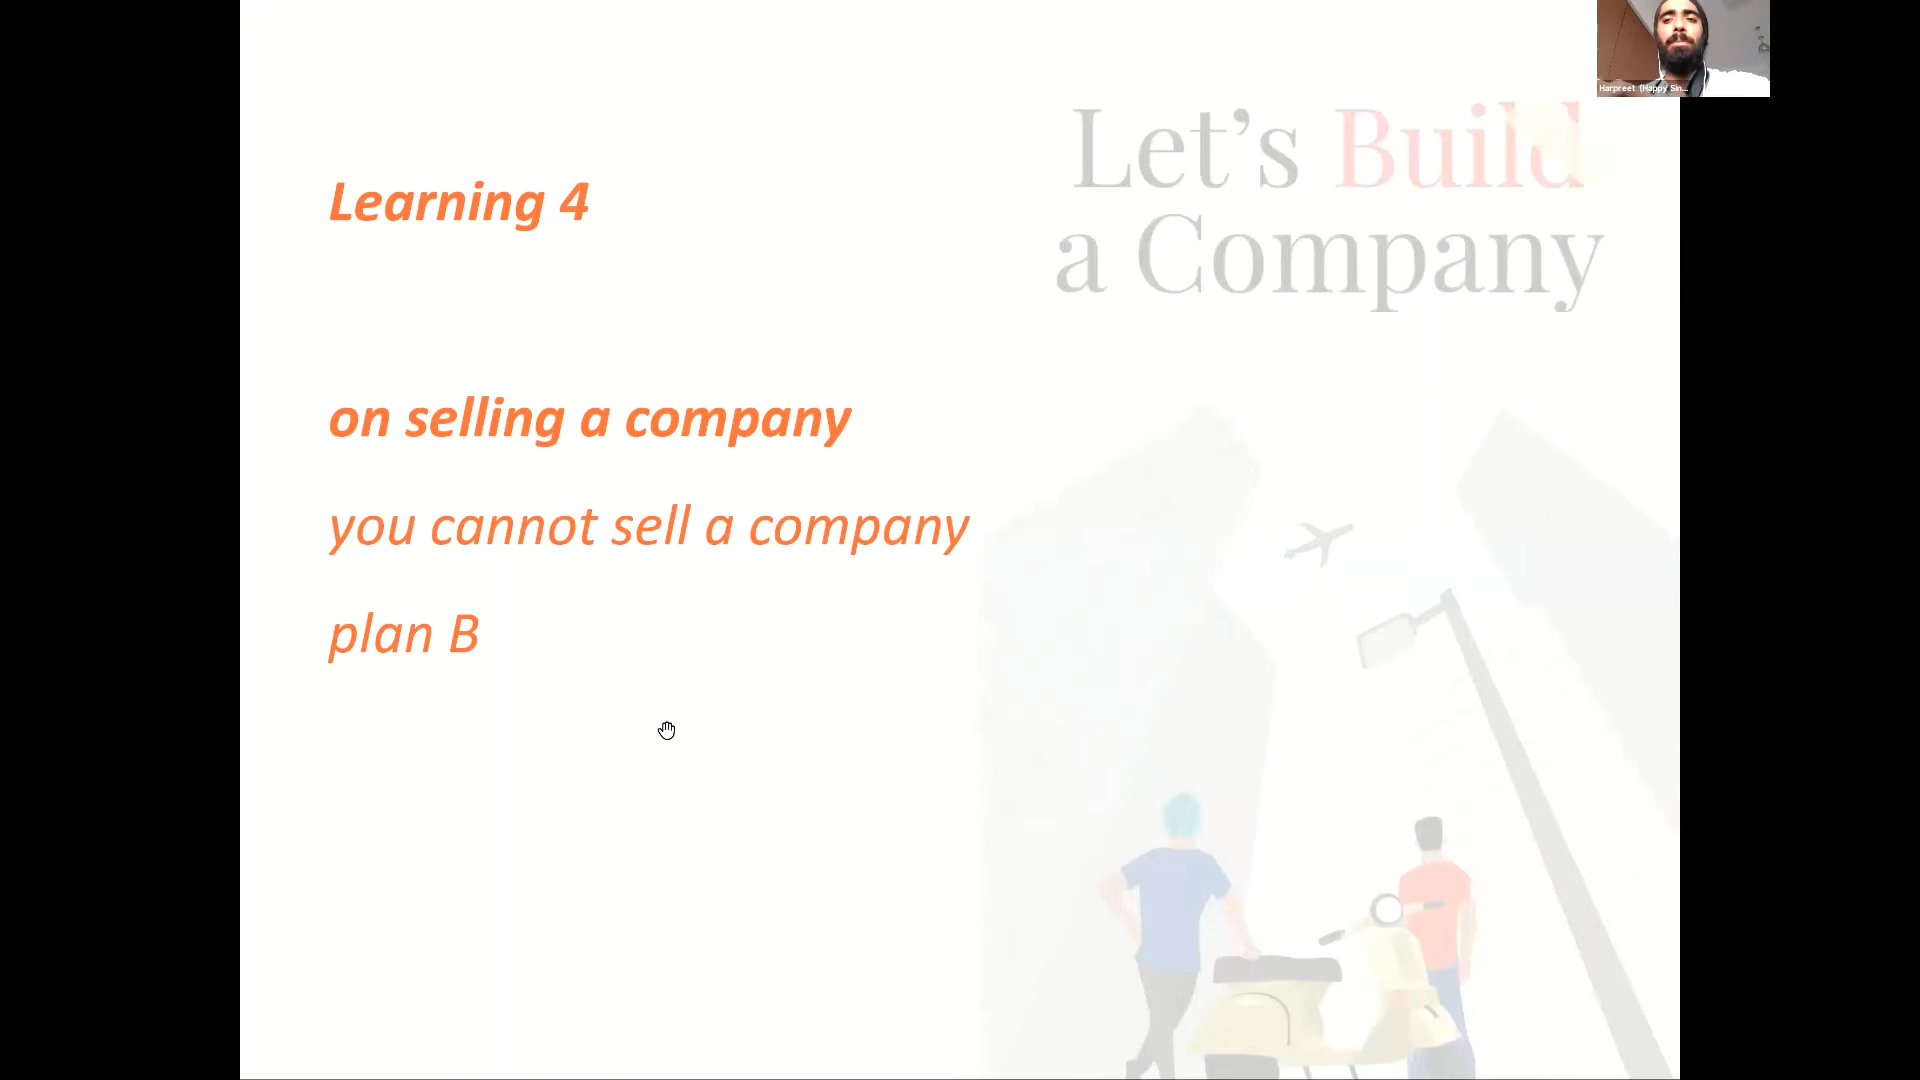 Harpreet (Happy Sin...
Let's Build
a Company
Learning 4
on selling a company
you cannot sell a company
plan B